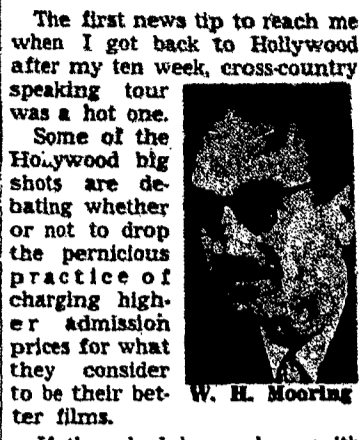 The first news tip to reach me
when I got back to Hollywood
after my ten week, cross-country
speaking tour
was a hot one.
Some of the
Hollywood big
shots are de-
bating whether
or not to drop
the pernicious
practice of
charging high-
er admission
prices for what
they consider
to be their bet-
ter films.
W. H. Mooring